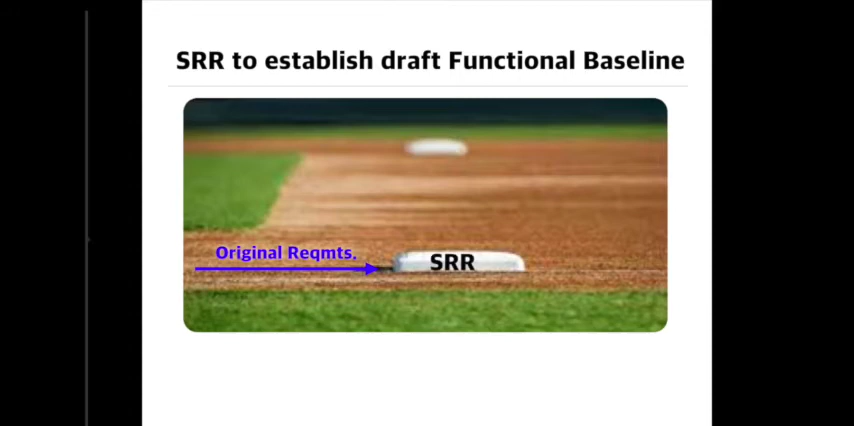 SRR to establish draft Functional Baseline
Original Reqmts.
SRR